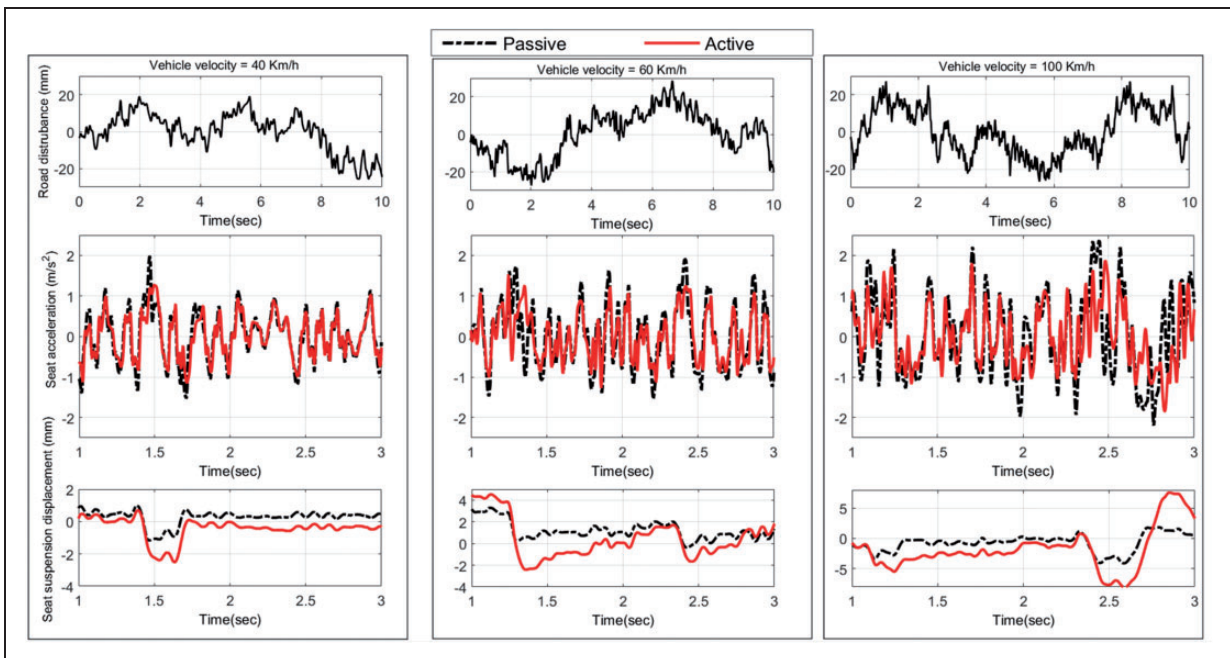 Passive Active
Vehicle velocity = 40 Km/h
Road distrubance (mm)
20
0
-20
0 2 4 6 8 10
Time(sec)
Seat acceleration (m/s²)
2
1
0
-1
-2
1 1.5 2 2.5 3
Time(sec)
Seat suspension displacement (mm)
2
0
-2
-4
1 1.5 2 2.5 3
Time(sec)
Vehicle velocity = 60 Km/h
20
0
-20
0 2 4 6 8 10
Time(sec)
2
1
0
-1
-2
1 1.5 2 2.5 3
Time(sec)
4
2
0
-2
4
1 1.5 2 2.5 3
Time(sec)
Vehicle velocity = 100 Km/h
20
0
-20
0 2 4 6 8 10
Time(sec)
2
1
0
-1
-2
1 1.5 2 2.5 3
Time(sec)
5
0
-5
1 1.5 2 2.5 3
Time(sec)